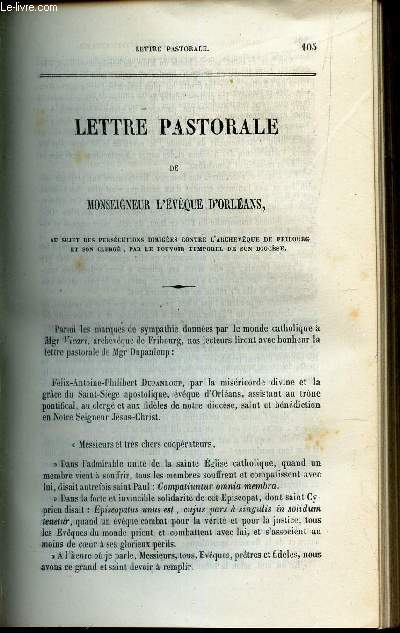 LPRE.com
LETTRE PASTORALE. 105
LETTRE PASTORALE
DE
MONSEIGNEUR L'ÉVÊQUE D'ORLÉANS,
AU SUJET DES PERSÉCUTIONS DIRIGÉES CONTRE L'ARCHEVÊQUE DE FRIBOURG
ET SON CLERGÉ, PAR LE POUVOIR TEMPOREL DE SON DIOCÈSE.
Parmi les marques de sympathie données par le monde catholique à
Mgr Vicari, archevêque de Fribourg, nos lecteurs liront avec bonheur la
lettre pastorale de Mgr Dupanloup :
Félix-Antoine-Philibert DUPANLOUP, par la miséricorde divine et la
grâce du Saint-Siége apostolique, évêque d'Orléans, assistant au trône
pontifical, au clergé et aux fidèles de notre diocèse, salut et bénédiction
en Notre Seigneur Jésus-Christ.
« Messieurs et très chers coopérateurs,
» Dans l'admirable unité de la sainte Église catholique, quand un
membre vient à souffrir, tous les membres souffrent et compatissent avec
lui, disait autrefois saint Paul : Compatiuntur omnia membra.
» Dans la forte et invincible solidarité de cet Episcopat, dont saint Cy-
prien disait : Episcopatus unus est, cujus pars à singulis in solidum
tenetur, quand un évêque combat pour la vérité et pour la justice, tous
les Evêques du monde prient et combattent avec lui, et s'associent au
moins de cœur à ses glorieux périls.
» A l'heure où je parle, Messieurs, tous, Evêques, prêtres et fidèles, nous
avons ce grand et saint devoir à remplir.